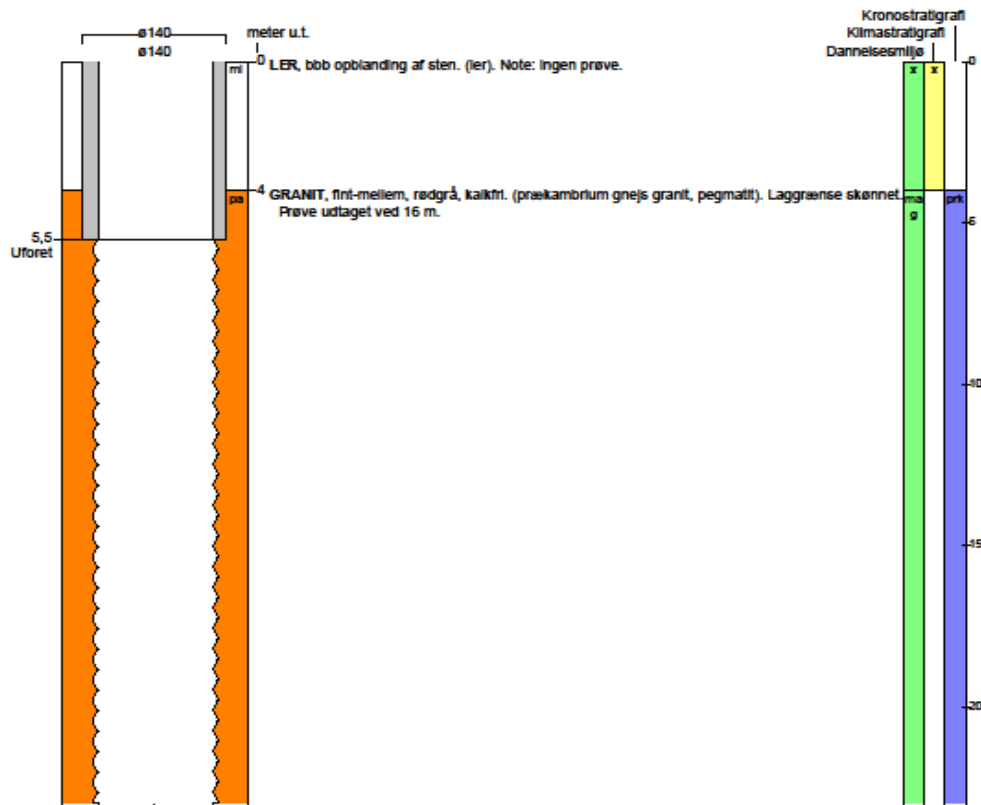 Kronostratigrafi
Klimastratigrafi
Dannelsesmiljø
ø140 meter u.t.
ø140
0 ml LER, bbb opblanding af sten. (ler). Note: Ingen prøve. x x 0
4 pa GRANIT, fint-mellem, rødgrå, kalkfri. (prækambrium gnejs granit, pegmatit). Laggrænse skønnet. ma prk
Prøve udtaget ved 16 m. g
5
5,5
Uforet
10
15
20